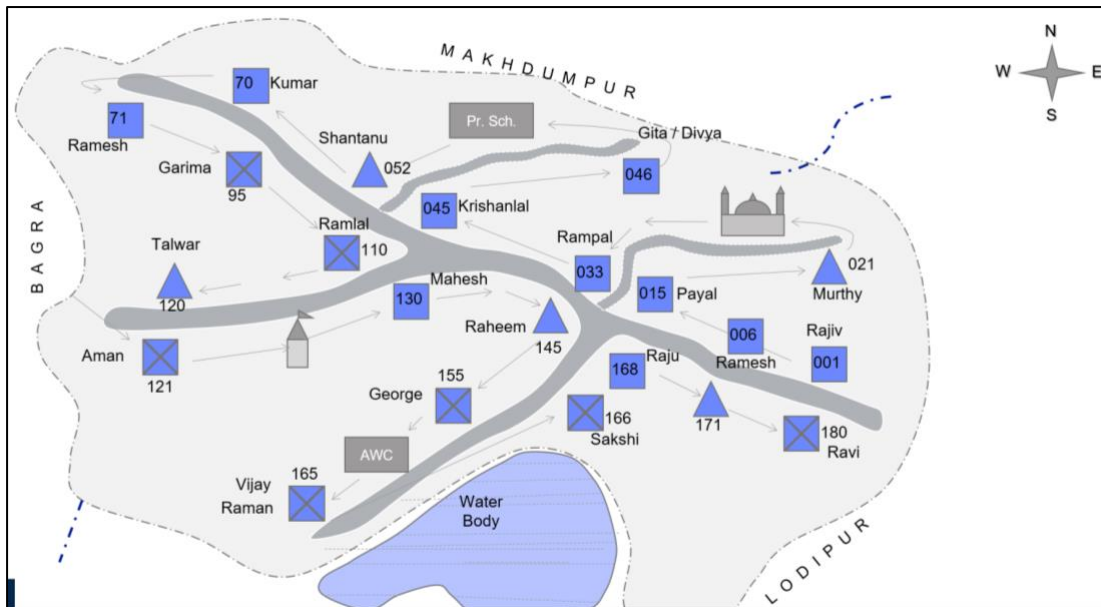 MAKHDUMPUR
N
W E
S
70 Kumar
71
Ramesh
Pr. Sch.
Gita / Divya
Shantanu
052
046
Garima
95
045 Krishanlal
BAGRA
Ramlal
110
Talwar
120
Rampal
033
021
Murthy
Mahesh
130
015 Payal
Raheem
145
006
Ramesh
Rajiv
001
Aman
121
Raju
168
171
155
George
166
Sakshi
180
Ravi
AWC
165
Vijay
Raman
Water
Body
LODIPUR